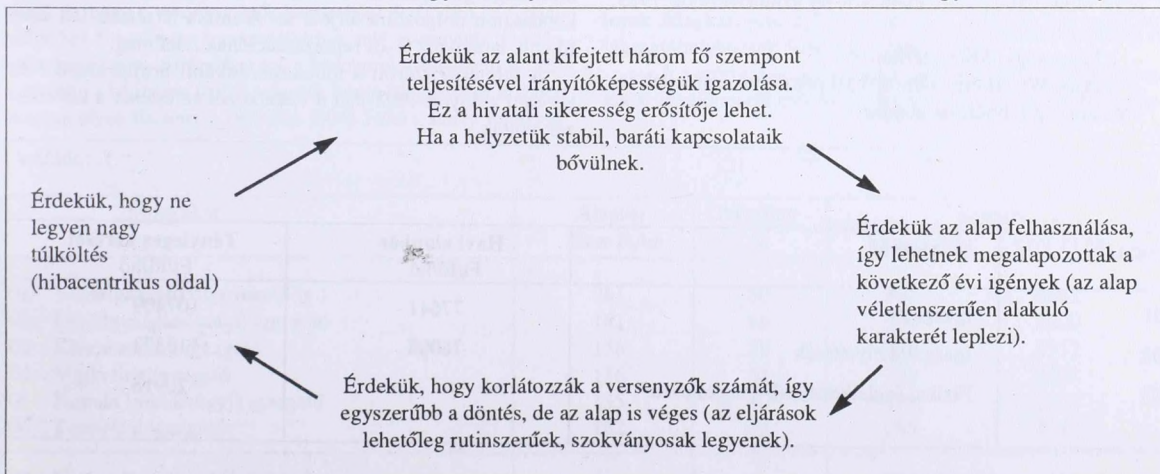 Érdekük az alant kifejtett három fő szempont
teljesítésével irányítóképességük igazolása.
Ez a hivatali sikeresség erősítője lehet.
Ha a helyzetük stabil, baráti kapcsolataik
bővülnek.
Érdekük, hogy ne
legyen nagy
túlköltés
(hibacentrikus oldal)
Érdekük az alap felhasználása,
így lehetnek megalapozottak a
következő évi igények (az alap
véletlenszerűen alakuló
karakterét leplezi).
Érdekük, hogy korlátozzák a versenyzők számát, így
egyszerűbb a döntés, de az alap is véges (az eljárások
lehetőleg rutinszerűek, szokványosak legyenek).